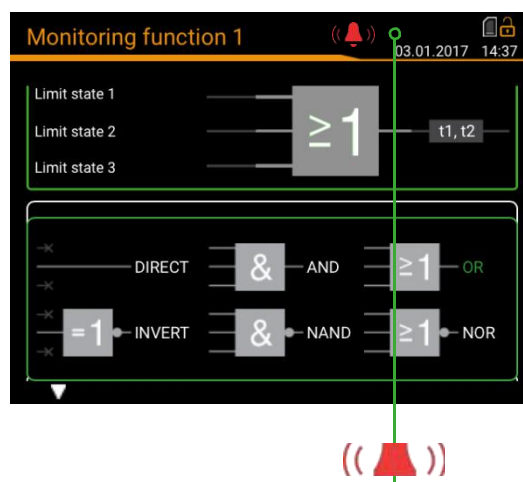 Monitoring function 1
03.01.2017 14:37
Limit state 1
Limit state 2
Limit state 3
≥1
t1, t2
DIRECT
& AND
≥1 OR
=1 INVERT
& NAND
≥1 NOR